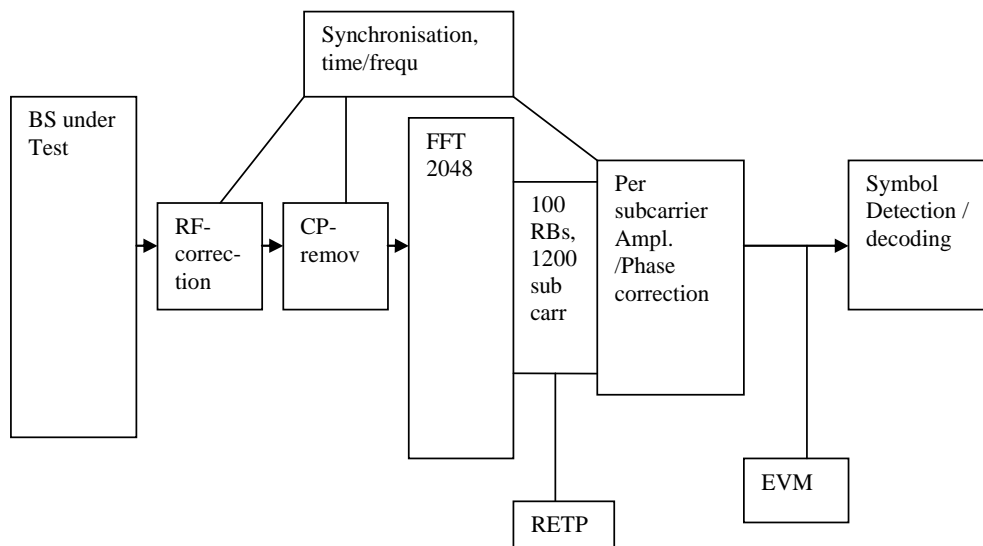 Synchronisation,
time/frequ
BS under
Test
RF-
correc-
tion
CP-
remov
FFT
2048
100
RBs,
1200
sub
carr
Per
subcarrier
Ampl.
/Phase
correction
Symbol
Detection /
decoding
RETP
EVM